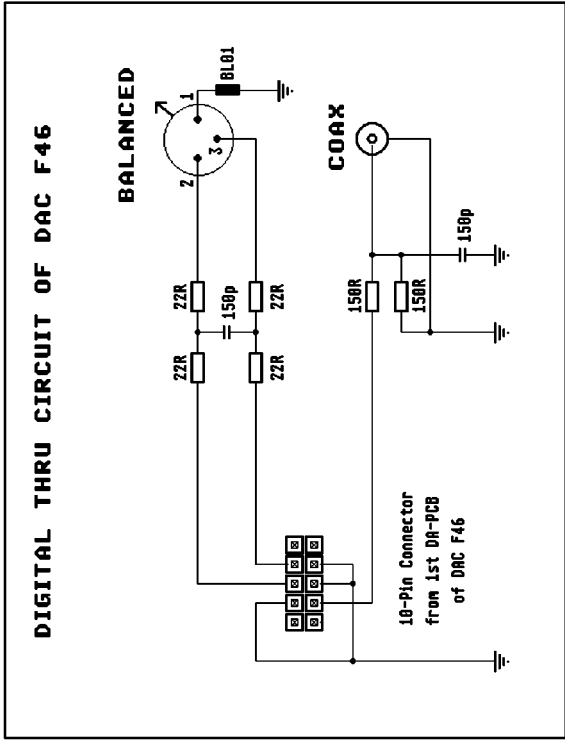 DIGITAL THRU CIRCUIT OF DAC F46
BALANCED
1
2
3
BL01
22R
22R
150p
22R
22R
COAX
150R
150R
150p
10-Pin Connector
from 1st DA-PCB
of DAC F46